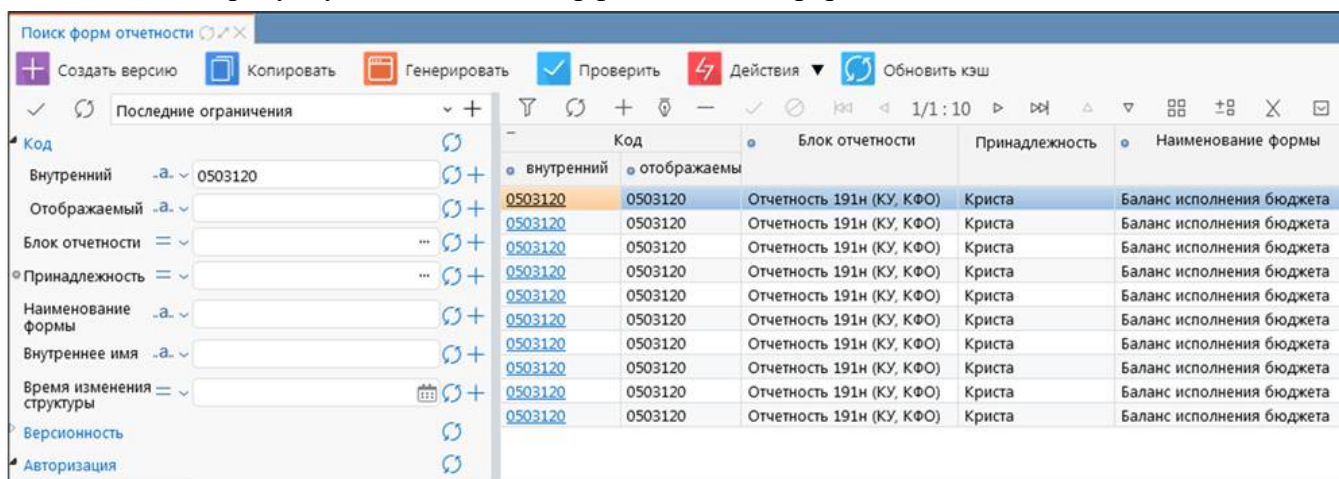 Поиск форм отчетности
Создать версию Копировать Генерировать Проверить Действия Обновить кэш
Последние ограничения 1/1 : 10
Код
Внутренний .a. 0503120
Отображаемый .a.
Блок отчетности = ...
Принадлежность = ...
Наименование формы .a.
Внутреннее имя .a.
Время изменения структуры =
Версионность
Авторизация
Код Блок отчетности Принадлежность Наименование формы
внутренний отображаемы
0503120 0503120 Отчетность 191н (КУ, КФО) Криста Баланс исполнения бюджета
0503120 0503120 Отчетность 191н (КУ, КФО) Криста Баланс исполнения бюджета
0503120 0503120 Отчетность 191н (КУ, КФО) Криста Баланс исполнения бюджета
0503120 0503120 Отчетность 191н (КУ, КФО) Криста Баланс исполнения бюджета
0503120 0503120 Отчетность 191н (КУ, КФО) Криста Баланс исполнения бюджета
0503120 0503120 Отчетность 191н (КУ, КФО) Криста Баланс исполнения бюджета
0503120 0503120 Отчетность 191н (КУ, КФО) Криста Баланс исполнения бюджета
0503120 0503120 Отчетность 191н (КУ, КФО) Криста Баланс исполнения бюджета
0503120 0503120 Отчетность 191н (КУ, КФО) Криста Баланс исполнения бюджета
0503120 0503120 Отчетность 191н (КУ, КФО) Криста Баланс исполнения бюджета